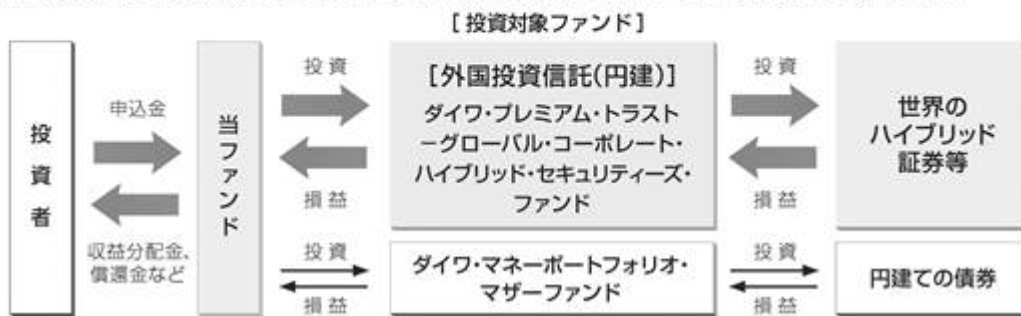 [投資対象ファンド]
投資者
申込金
収益分配金、
償還金など
当ファンド
投資
損益
[外国投資信託(円建)]
ダイワ・プレミアム・トラスト
－グローバル・コーポレート・
ハイブリッド・セキュリティーズ・
ファンド
投資
損益
世界の
ハイブリッド
証券等
投資
損益
ダイワ・マネーポートフォリオ・
マザーファンド
投資
損益
円建ての債券